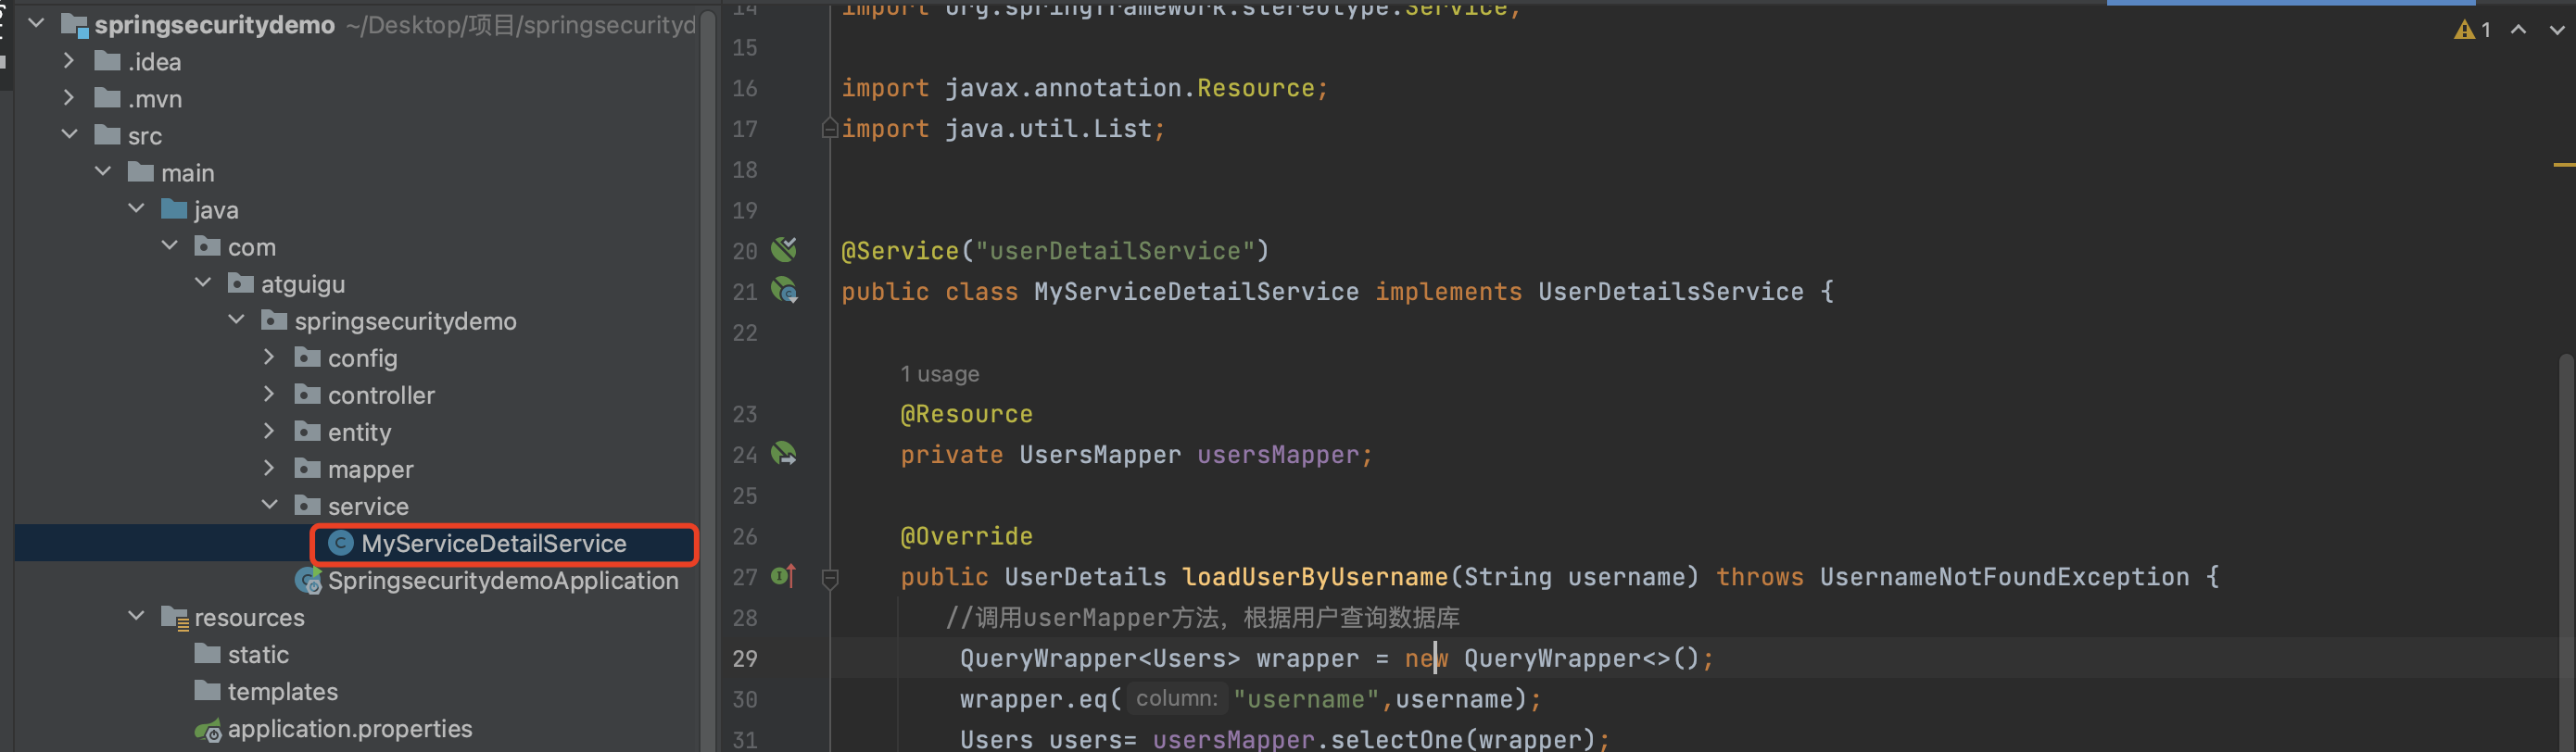 springsecuritydemo ~/Desktop/项目/springsecurityd
.idea
.mvn
src
main
java
com
atguigu
springsecuritydemo
config
controller
entity
mapper
service
MyServiceDetailService
SpringsecuritydemoApplication
resources
static
templates
application.properties
14 import org.springframework.stereotype.Service;
15
16 import javax.annotation.Resource;
17 import java.util.List;
18
19
20 @Service("userDetailService")
21 public class MyServiceDetailService implements UserDetailsService {
22
1 usage
23 @Resource
24 private UsersMapper usersMapper;
25
26 @Override
27 public UserDetails loadUserByUsername(String username) throws UsernameNotFoundException {
28 //调用userMapper方法，根据用户查询数据库
29 QueryWrapper<Users> wrapper = new QueryWrapper<>();
30 wrapper.eq( column: "username",username);
31 Users users= usersMapper.selectOne(wrapper);
1